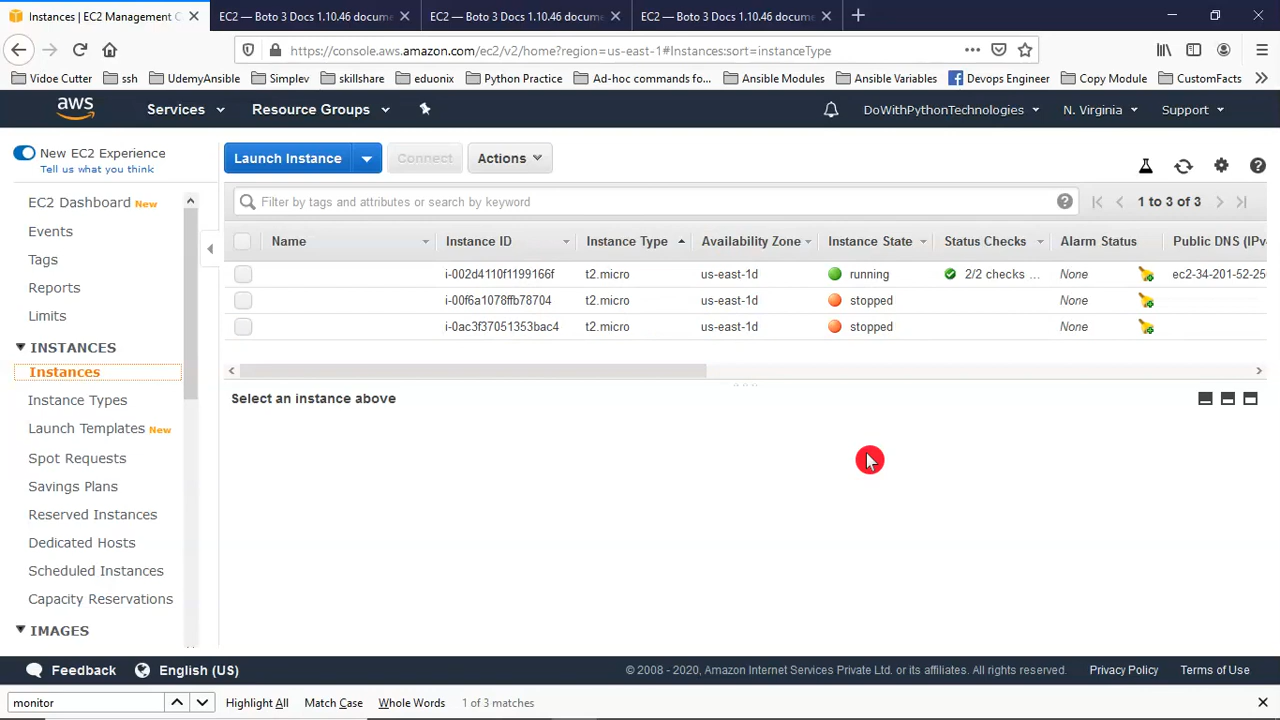 Instances | EC2 Management C
EC2 — Boto 3 Docs 1.10.46 docume
EC2 — Boto 3 Docs 1.10.46 docume
EC2 — Boto 3 Docs 1.10.46 docume
https://console.aws.amazon.com/ec2/v2/home?region=us-east-1#Instances:sort=instanceType
Vidoe Cutter ssh UdemyAnsible Simplev skillshare eduonix Python Practice Ad-hoc commands fo... Ansible Modules Ansible Variables Devops Engineer Copy Module CustomFacts
aws Services Resource Groups DoWithPythonTechnologies N. Virginia Support
New EC2 Experience
Tell us what you think
EC2 Dashboard New
Events
Tags
Reports
Limits
INSTANCES
Instances
Instance Types
Launch Templates New
Spot Requests
Savings Plans
Reserved Instances
Dedicated Hosts
Scheduled Instances
Capacity Reservations
IMAGES
Launch Instance Connect Actions
Filter by tags and attributes or search by keyword 1 to 3 of 3
Name Instance ID Instance Type Availability Zone Instance State Status Checks Alarm Status Public DNS (IPv
i-002d4110f1199166f t2.micro us-east-1d running 2/2 checks ... None ec2-34-201-52-25
i-00f6a1078ffb78704 t2.micro us-east-1d stopped None
i-0ac3f37051353bac4 t2.micro us-east-1d stopped None
Select an instance above
Feedback English (US) © 2008 - 2020, Amazon Internet Services Private Ltd. or its affiliates. All rights reserved. Privacy Policy Terms of Use
monitor Highlight All Match Case Whole Words 1 of 3 matches